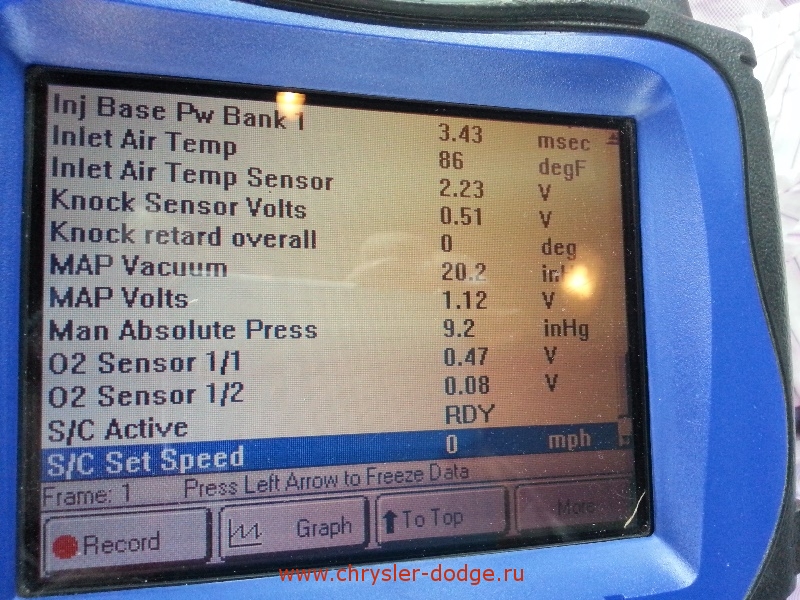 Inj Base Pw Bank 1 3.43 msec
Inlet Air Temp 86 degF
Inlet Air Temp Sensor 2.23 V
Knock Sensor Volts 0.51 V
Knock retard overall 0 deg
MAP Vacuum 20.2
MAP Volts 1.12 V
Man Absolute Press 9.2 inHg
O2 Sensor 1/1 0.47 V
O2 Sensor 1/2 0.08 V
S/C Active RDY
S/C Set Speed 0 mph
Frame: 1 Press Left Arrow to Freeze Data
Record Graph To Top More
www.chrysler-dodge.ru